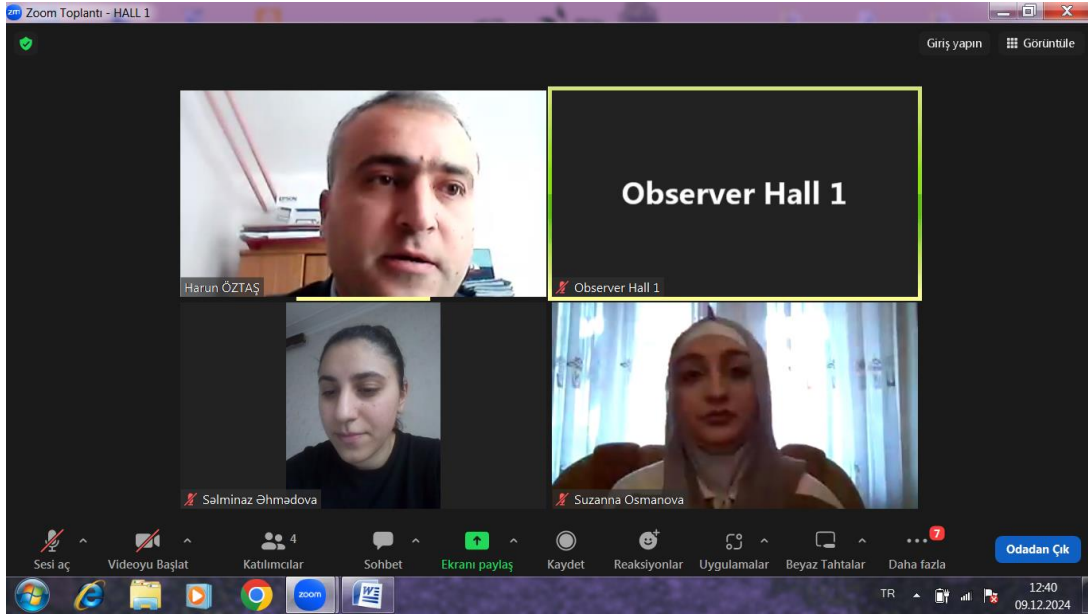 Zoom Toplantı - HALL 1
Giriş yapın
Görüntüle
Harun ÖZTAŞ
Observer Hall 1
Observer Hall 1
Səlminaz Əhmədova
Suzanna Osmanova
Sesi aç
Videoyu Başlat
4
Katılımcılar
Sohbet
Ekranı paylaş
Kaydet
Reaksiyonlar
Uygulamalar
Beyaz Tahtalar
7
Daha fazla
Odadan Çık
zoom
TR
12:40
09.12.2024